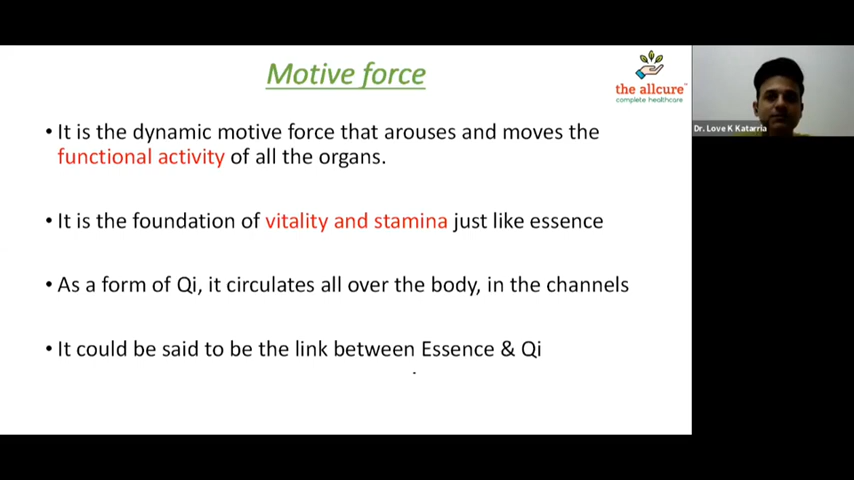 Motive force
the allcure™
complete healthcare
Dr. Love K Katarria
• It is the dynamic motive force that arouses and moves the
functional activity of all the organs.
• It is the foundation of vitality and stamina just like essence
• As a form of Qi, it circulates all over the body, in the channels
• It could be said to be the link between Essence & Qi